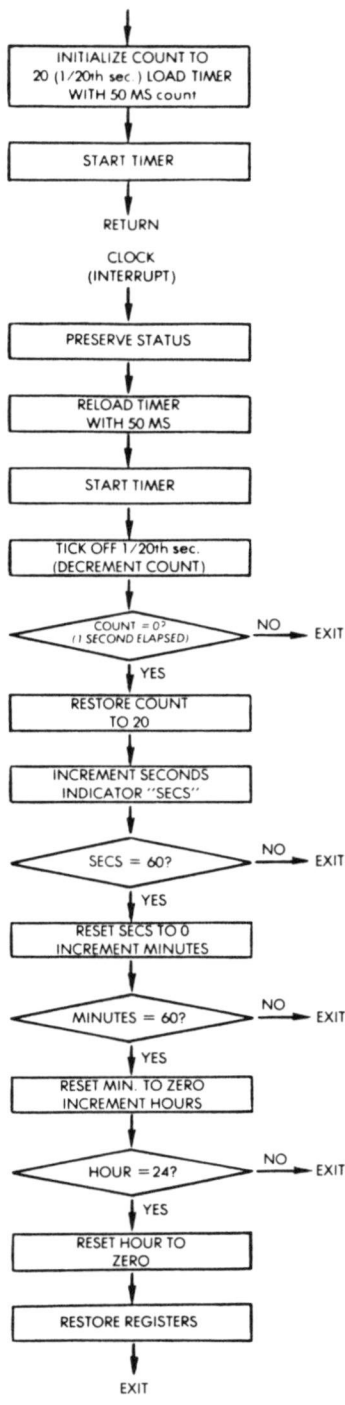 INITIALIZE COUNT TO
20 (1/20th sec.) LOAD TIMER
WITH 50 MS count
START TIMER
RETURN
CLOCK
(INTERRUPT)
PRESERVE STATUS
RELOAD TIMER
WITH 50 MS
START TIMER
TICK OFF 1/20th sec.
(DECREMENT COUNT)
COUNT = 0?
(1 SECOND ELAPSED)
NO
EXIT
YES
RESTORE COUNT
TO 20
INCREMENT SECONDS
INDICATOR "SECS"
SECS = 60?
NO
EXIT
YES
RESET SECS TO 0
INCREMENT MINUTES
MINUTES = 60?
NO
EXIT
YES
RESET MIN. TO ZERO
INCREMENT HOURS
HOUR = 24?
NO
EXIT
YES
RESET HOUR TO
ZERO
RESTORE REGISTERS
EXIT